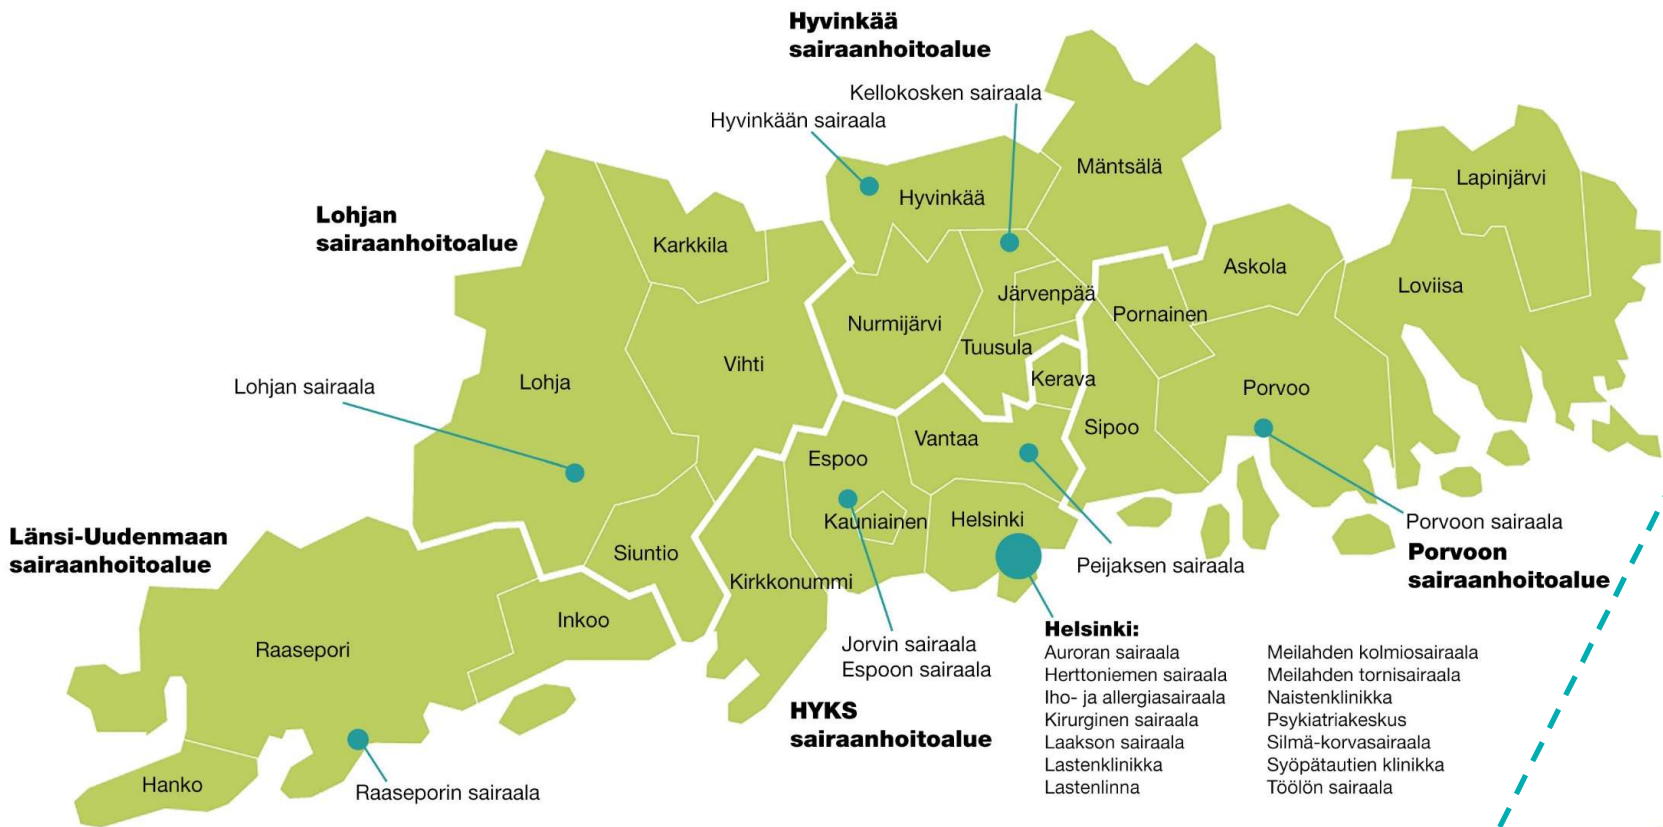 Hyvinkää
sairaanhoitoalue
Kellokosken sairaala
Hyvinkään sairaala
Mäntsälä
Lapinjärvi
Hyvinkää
Lohjan
sairaanhoitoalue
Karkkila
Askola
Loviisa
Järvenpää
Pornainen
Nurmijärvi
Tuusula
Vihti
Kerava
Lohja
Lohjan sairaala
Porvoo
Sipoo
Vantaa
Espoo
Kauniainen
Helsinki
Porvoon sairaala
Porvoon
sairaanhoitoalue
Länsi-Uudenmaan
sairaanhoitoalue
Siuntio
Peijaksen sairaala
Kirkkonummi
Inkoo
Raasepori
Jorvin sairaala
Espoon sairaala
HYKS
sairaanhoitoalue
Helsinki:
Auroran sairaala
Herttoniemen sairaala
Iho- ja allergiasairaala
Kirurginen sairaala
Laakson sairaala
Lastenklinikka
Lastenlinna
Meilahden kolmiosairaala
Meilahden tornisairaala
Naistenklinikka
Psykiatriakeskus
Silmä-korvasairaala
Syöpätautien klinikka
Töölön sairaala
Hanko
Raaseporin sairaala